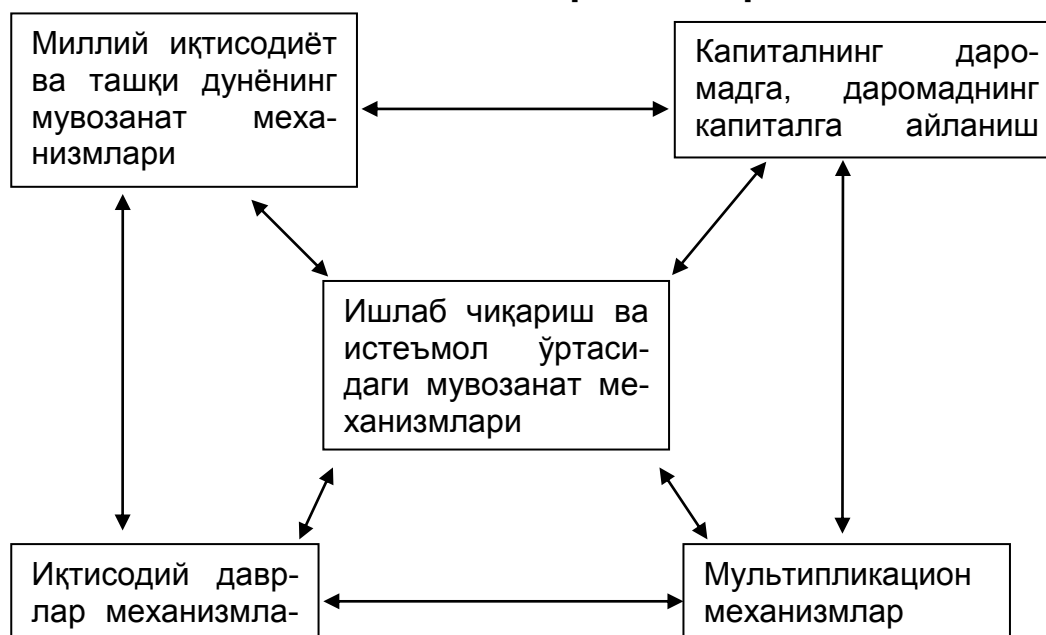 Миллий иқтисодиёт
ва ташқи дунёнинг
мувозанат меха-
низмлари
Капиталнинг даро-
мадга, даромаднинг
капиталга айланиш
Ишлаб чиқариш ва
истеъмол ўртаси-
даги мувозанат ме-
ханизмлари
Иқтисодий давр-
лар механизмла-
Мультипликацион
механизмлар